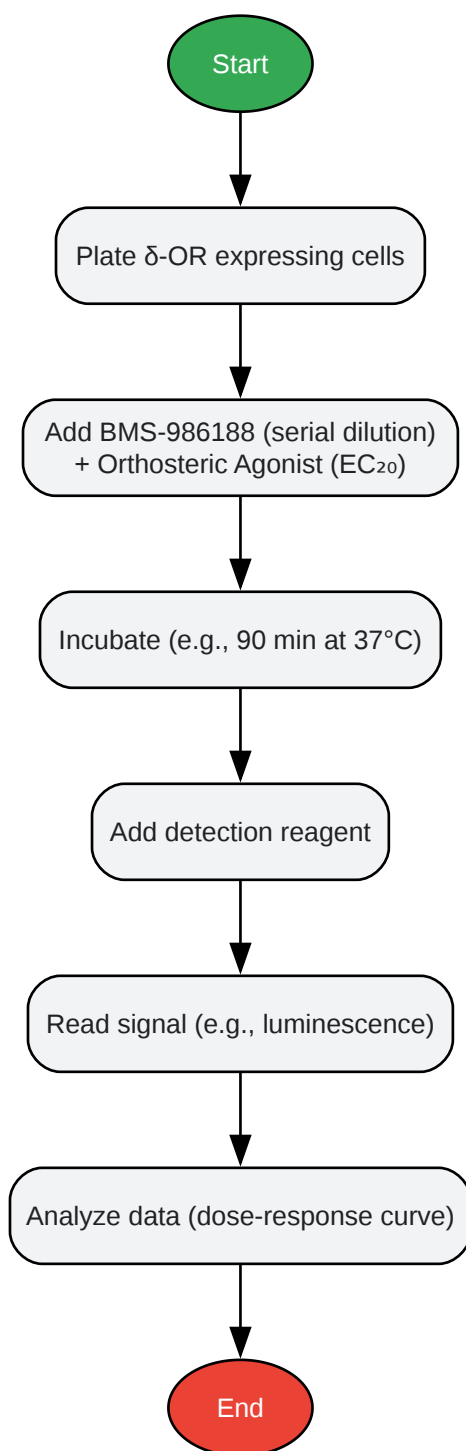 Start
Plate δ-OR expressing cells
Add BMS-986188 (serial dilution)
+ Orthosteric Agonist (EC₂₀)
Incubate (e.g., 90 min at 37°C)
Add detection reagent
Read signal (e.g., luminescence)
Analyze data (dose-response curve)
End